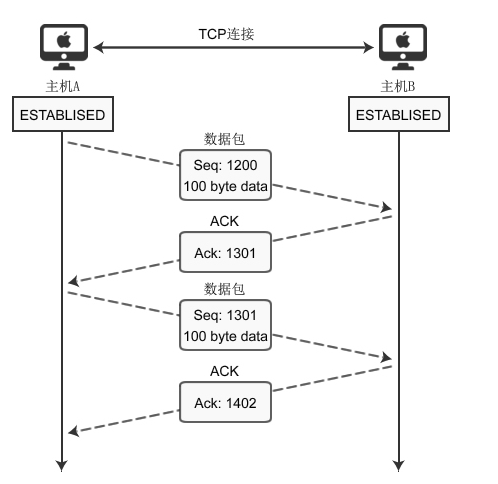 TCP连接
主机A
主机B
ESTABLISED
ESTABLISED
数据包
Seq: 1200
100 byte data
ACK
Ack: 1301
数据包
Seq: 1301
100 byte data
ACK
Ack: 1402